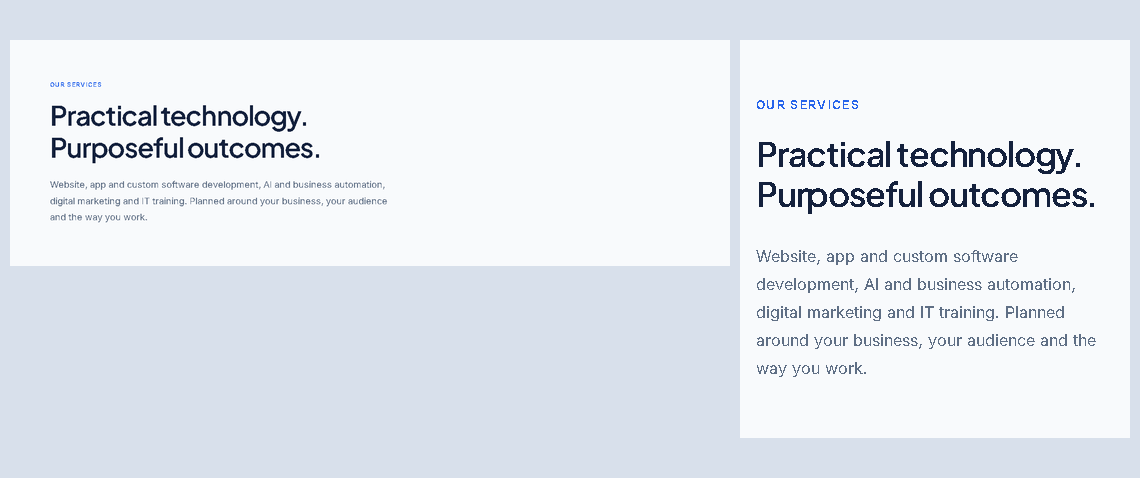 OUR SERVICES
Practical technology.
Purposeful outcomes.
Website, app and custom software development, AI and business automation,
digital marketing and IT training. Planned around your business, your audience
and the way you work.
OUR SERVICES
Practical technology.
Purposeful outcomes.
Website, app and custom software
development, AI and business automation,
digital marketing and IT training. Planned
around your business, your audience and the
way you work.